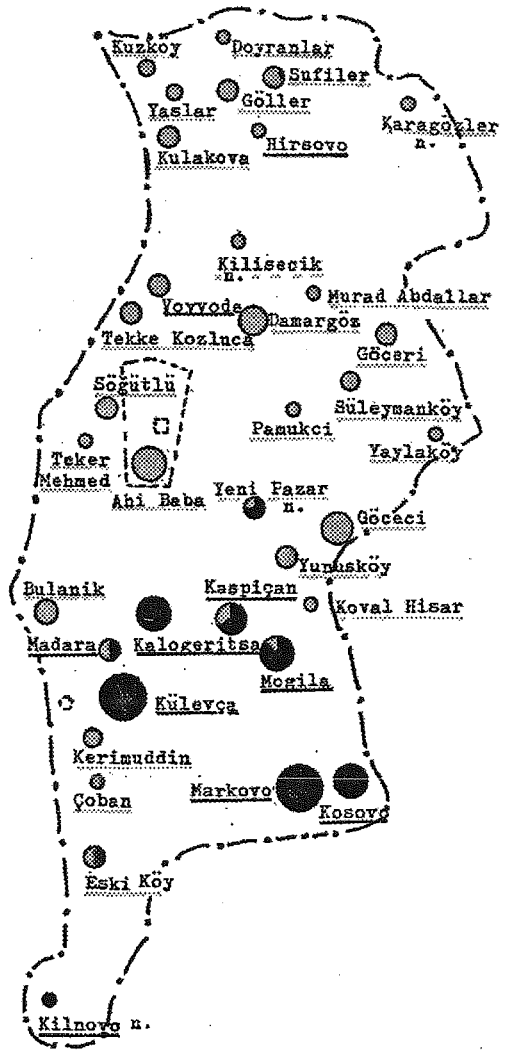 Kuzköy
Doyranlar
Sufiler
Yaslar
Göller
Karagözler
n.
Kulakova
Hirsovo
Kilisecik
n.
Voyvoda
Murad Abdallar
Damargöz
Tekke Kozluca
Göceri
Sögütlü
Süleymanköy
Pamukci
Yaylaköy
Teker
Mehmed
Ahi Baba
Yeni Pazar
n.
Göceci
Yunusköy
Bulanik
Kaspiçan
Koval Hisar
Madara
Kalogeritsa
Mogila
Külevça
Kerimuddin
Çoban
Markovo
Kosovo
Eski Köy
Kilnovo n.